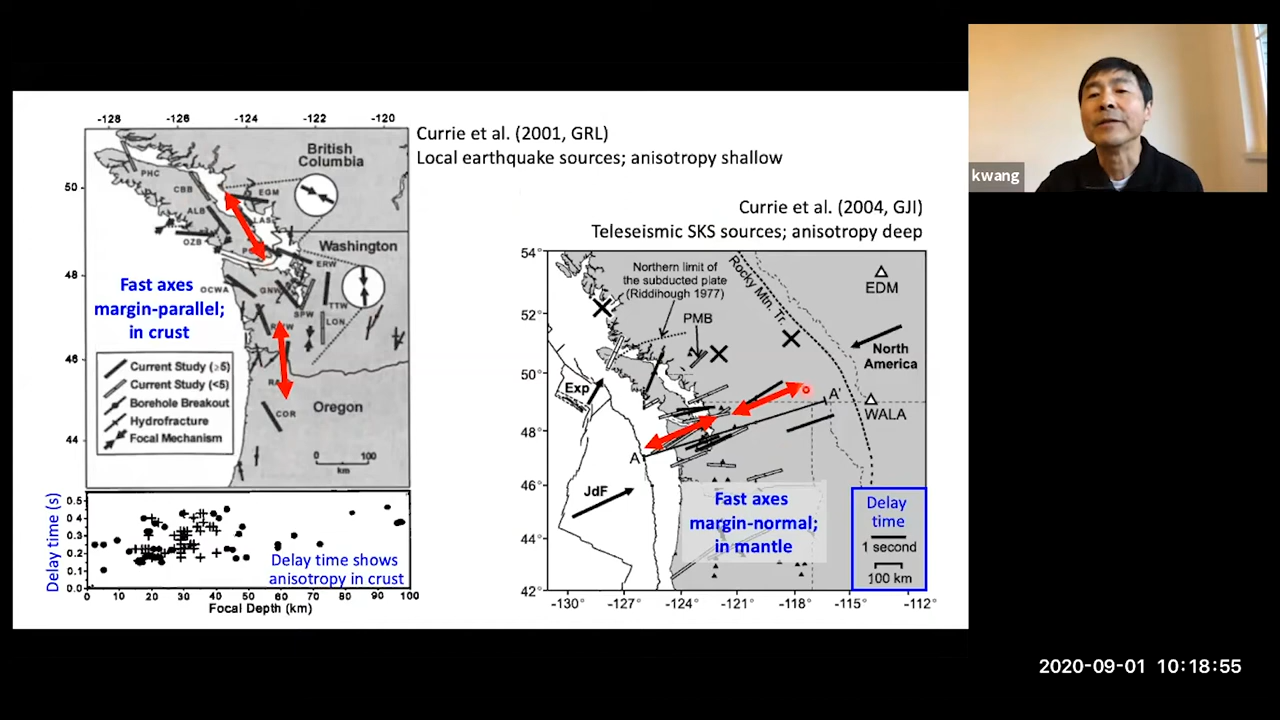 -128 -126 -124 -122 -120
50
48
46
44
British
Columbia
Washington
Oregon
PHC
CBB
EGM
ALB
LAS
OZB
ERW
OCWA
GNW
SPW
TTW
LON
COR
Fast axes
margin-parallel;
in crust
Current Study (≥5)
Current Study (<5)
Borehole Breakout
Hydrofracture
Focal Mechanism
0 100
km
Delay time (s)
0.5
0.4
0.3
0.2
0.1
0.0
Delay time shows
anisotropy in crust
0 10 20 30 40 50 60 70 80 90 100
Focal Depth (km)
Currie et al. (2001, GRL)
Local earthquake sources; anisotropy shallow
Currie et al. (2004, GJI)
Teleseismic SKS sources; anisotropy deep
54°
52°
50°
48°
46°
44°
42°
Northern limit of
the subducted plate
(Riddihough 1977)
Rocky Mtn. Tr.
EDM
PMB
North
America
Exp
A'
WALA
A
JdF
Fast axes
margin-normal;
in mantle
Delay
time
1 second
100 km
-130° -127° -124° -121° -118° -115° -112°
kwang
2020-09-01 10:18:55